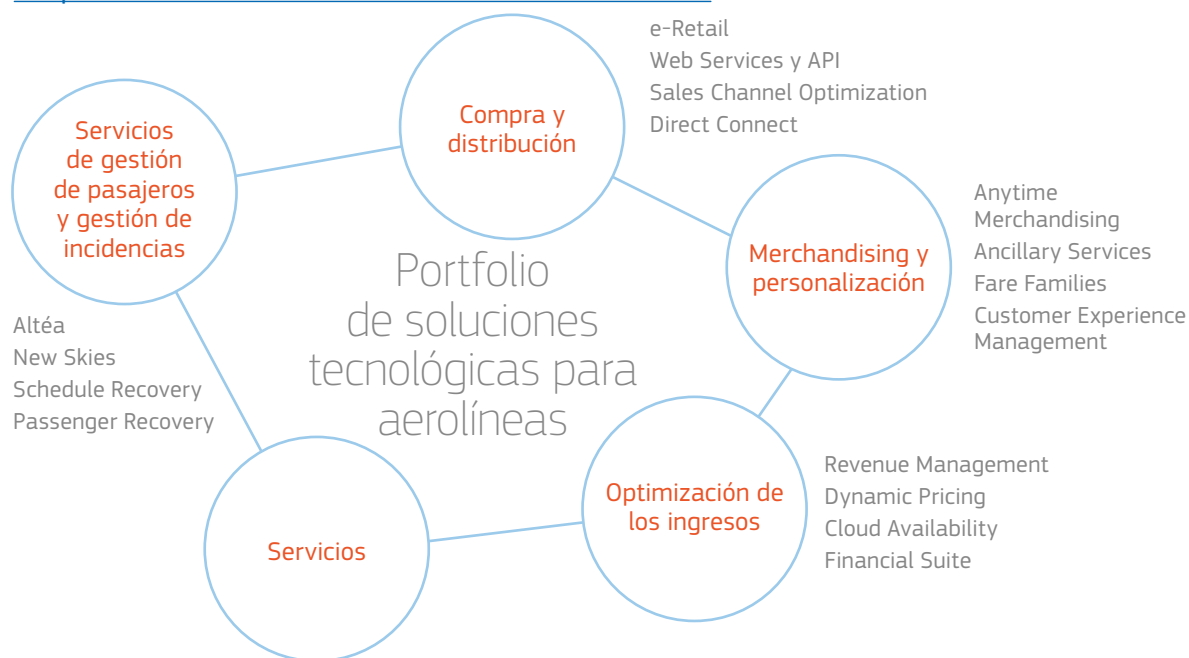 e-Retail
Web Services y API
Sales Channel Optimization
Direct Connect
Compra y
distribución
Servicios
de gestión
de pasajeros
y gestión de
incidencias
Anytime
Merchandising
Ancillary Services
Fare Families
Customer Experience
Management
Merchandising y
personalización
Portfolio
de soluciones
tecnológicas para
aerolíneas
Altéa
New Skies
Schedule Recovery
Passenger Recovery
Revenue Management
Dynamic Pricing
Cloud Availability
Financial Suite
Optimización de
los ingresos
Servicios